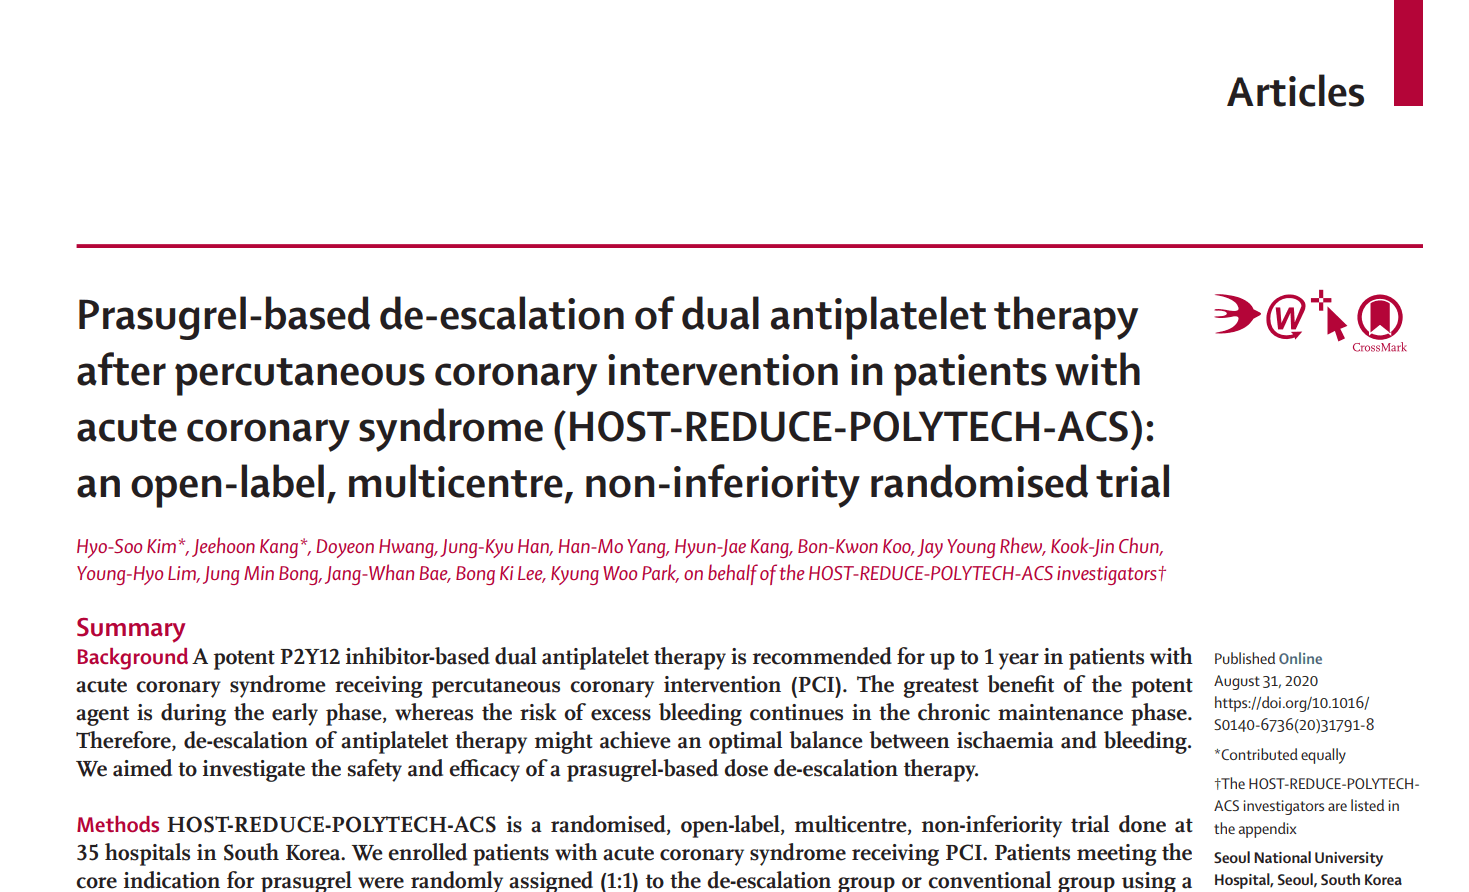 Articles
Prasugrel-based de-escalation of dual antiplatelet therapy
after percutaneous coronary intervention in patients with
acute coronary syndrome (HOST-REDUCE-POLYTECH-ACS):
an open-label, multicentre, non-inferiority randomised trial
CrossMark
Hyo-Soo Kim*, Jeehoon Kang*, Doyeon Hwang, Jung-Kyu Han, Han-Mo Yang, Hyun-Jae Kang, Bon-Kwon Koo, Jay Young Rhew, Kook-Jin Chun,
Young-Hyo Lim, Jung Min Bong, Jang-Whan Bae, Bong Ki Lee, Kyung Woo Park, on behalf of the HOST-REDUCE-POLYTECH-ACS investigators†
Summary
Background A potent P2Y12 inhibitor-based dual antiplatelet therapy is recommended for up to 1 year in patients with
acute coronary syndrome receiving percutaneous coronary intervention (PCI). The greatest benefit of the potent
agent is during the early phase, whereas the risk of excess bleeding continues in the chronic maintenance phase.
Therefore, de-escalation of antiplatelet therapy might achieve an optimal balance between ischaemia and bleeding.
We aimed to investigate the safety and efficacy of a prasugrel-based dose de-escalation therapy.
Methods HOST-REDUCE-POLYTECH-ACS is a randomised, open-label, multicentre, non-inferiority trial done at
35 hospitals in South Korea. We enrolled patients with acute coronary syndrome receiving PCI. Patients meeting the
core indication for prasugrel were randomly assigned (1:1) to the de-escalation group or conventional group using a
Published Online
August 31, 2020
https://doi.org/10.1016/
S0140-6736(20)31791-8
*Contributed equally
†The HOST-REDUCE-POLYTECH-
ACS investigators are listed in
the appendix
Seoul National University
Hospital, Seoul, South Korea